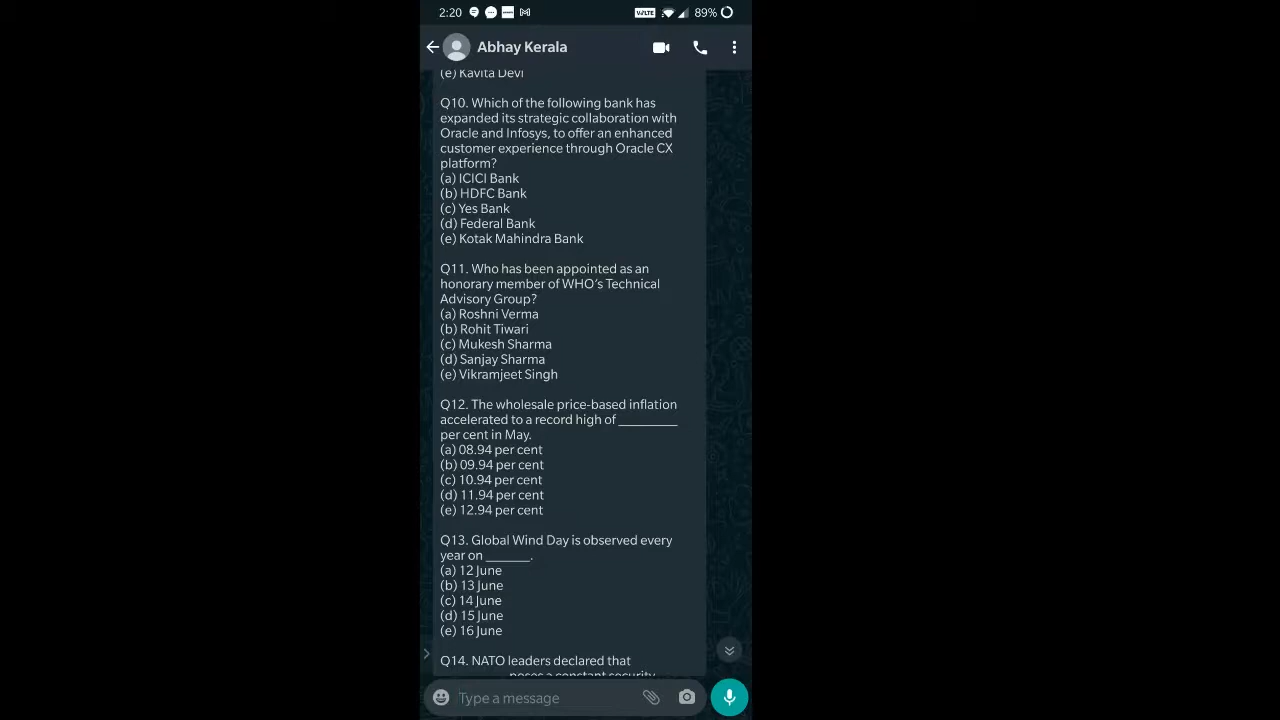 2:20
VoLTE
89%
Abhay Kerala
(e) Kavita Devi
Q10. Which of the following bank has
expanded its strategic collaboration with
Oracle and Infosys, to offer an enhanced
customer experience through Oracle CX
platform?
(a) ICICI Bank
(b) HDFC Bank
(c) Yes Bank
(d) Federal Bank
(e) Kotak Mahindra Bank
Q11. Who has been appointed as an
honorary member of WHO's Technical
Advisory Group?
(a) Roshni Verma
(b) Rohit Tiwari
(c) Mukesh Sharma
(d) Sanjay Sharma
(e) Vikramjeet Singh
Q12. The wholesale price-based inflation
accelerated to a record high of __________
per cent in May.
(a) 08.94 per cent
(b) 09.94 per cent
(c) 10.94 per cent
(d) 11.94 per cent
(e) 12.94 per cent
Q13. Global Wind Day is observed every
year on _______.
(a) 12 June
(b) 13 June
(c) 14 June
(d) 15 June
(e) 16 June
Q14. NATO leaders declared that
poses a constant security
Type a message